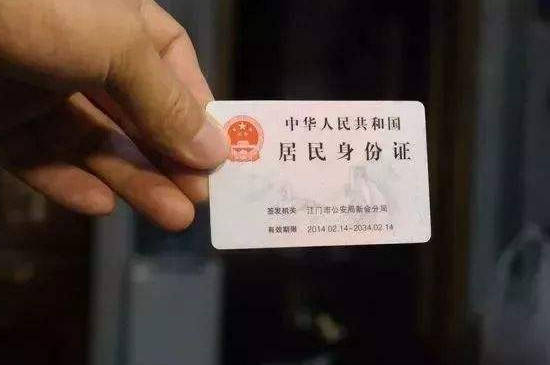 中华人民共和国
居民身份证
签发机关 江门市公安局新会分局
有效期限 2014.02.14-2034.02.14